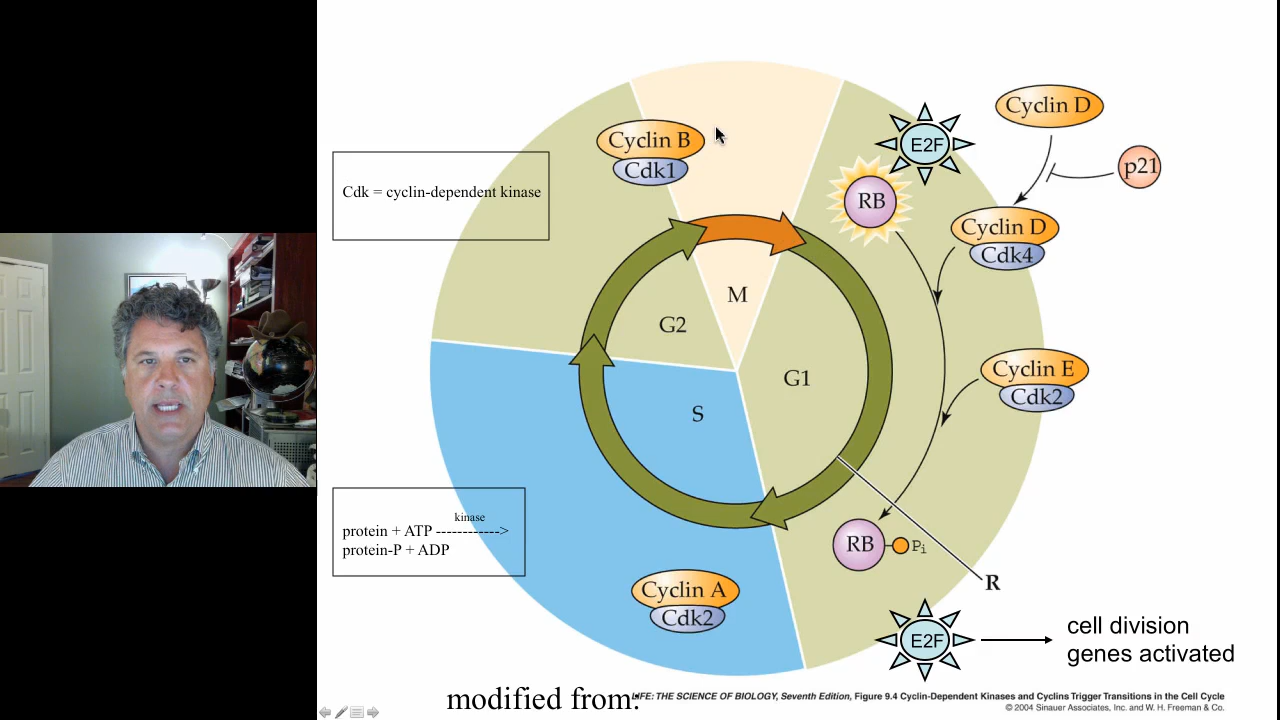 Cyclin D
Cyclin B
Cdk1
E2F
p21
Cdk = cyclin-dependent kinase
RB
Cyclin D
Cdk4
M
G2
G1
Cyclin E
Cdk2
S
kinase
protein + ATP ------------>
protein-P + ADP
RB
Pi
R
Cyclin A
Cdk2
E2F
cell division
genes activated
modified from:
LIFE: THE SCIENCE OF BIOLOGY, Seventh Edition, Figure 9.4 Cyclin-Dependent Kinases and Cyclins Trigger Transitions in the Cell Cycle
© 2004 Sinauer Associates, Inc. and W. H. Freeman & Co.